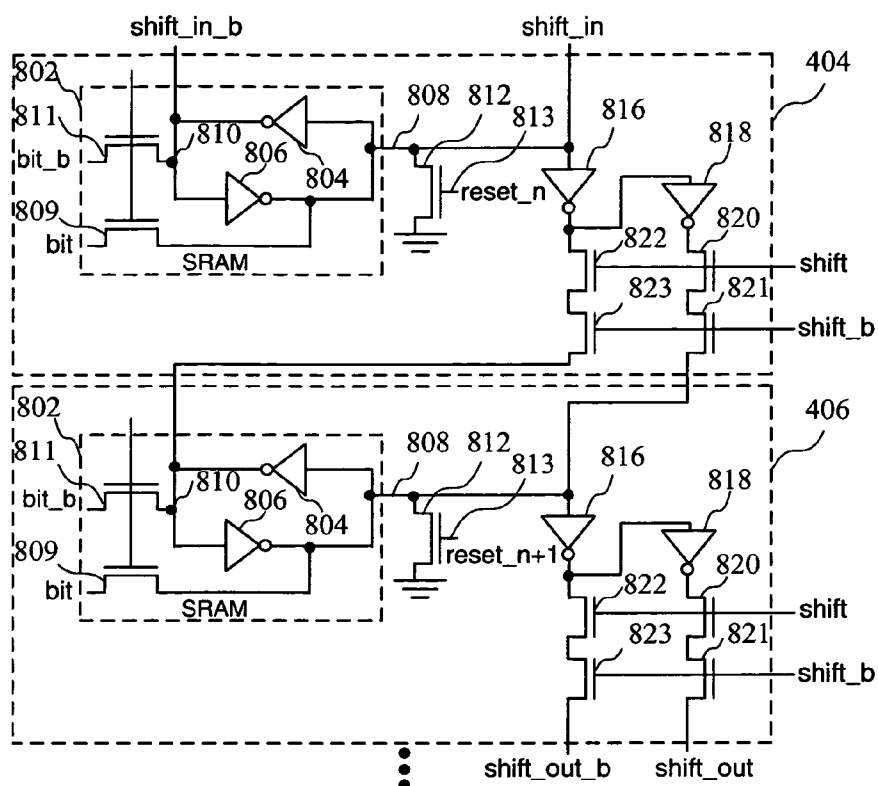 shift_in_b shift_in
802 404
811 808 812 813 816 818
bit_b 810 806 804 reset_n
809 822 820
bit SRAM shift
823 821
shift_b
802 406
811 808 812 813 816 818
bit_b 810 806 804
809 reset_n+1 822 820
bit SRAM shift
823 821
shift_b
shift_out_b shift_out